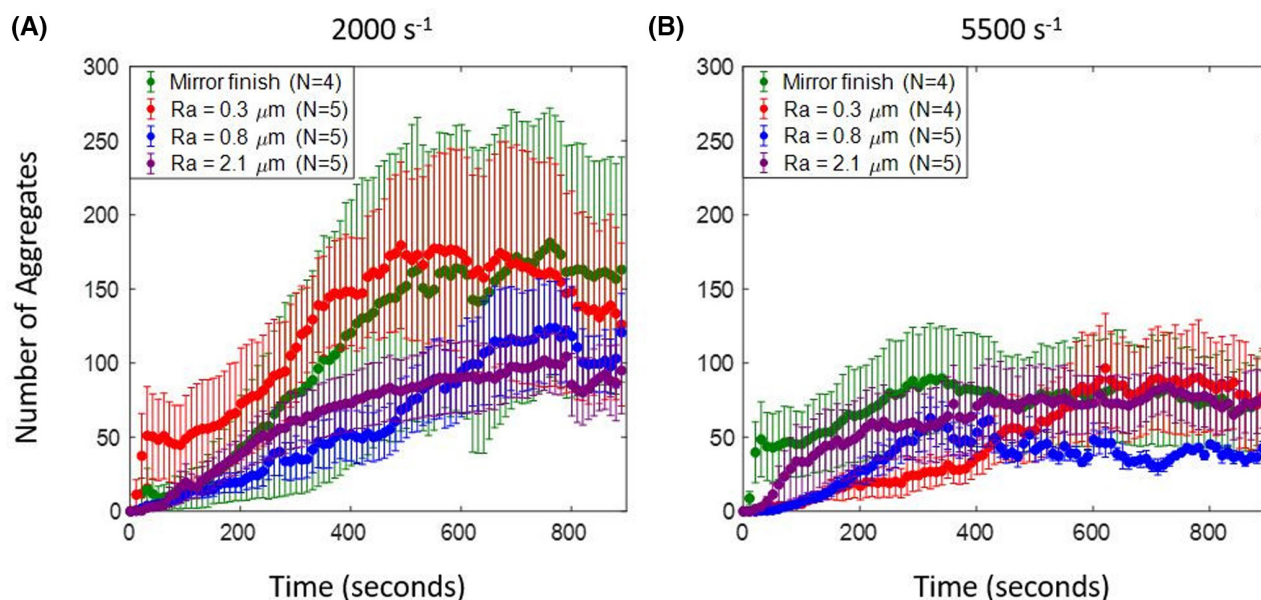 (A)
2000 s-1
Number of Aggregates
300
250
200
150
100
50
0
Mirror finish (N=4)
Ra = 0.3 μm (N=5)
Ra = 0.8 μm (N=5)
Ra = 2.1 μm (N=5)
0 200 400 600 800
Time (seconds)
(B)
5500 s-1
300
250
200
150
100
50
0
Mirror finish (N=4)
Ra = 0.3 μm (N=4)
Ra = 0.8 μm (N=5)
Ra = 2.1 μm (N=5)
0 200 400 600 800
Time (seconds)